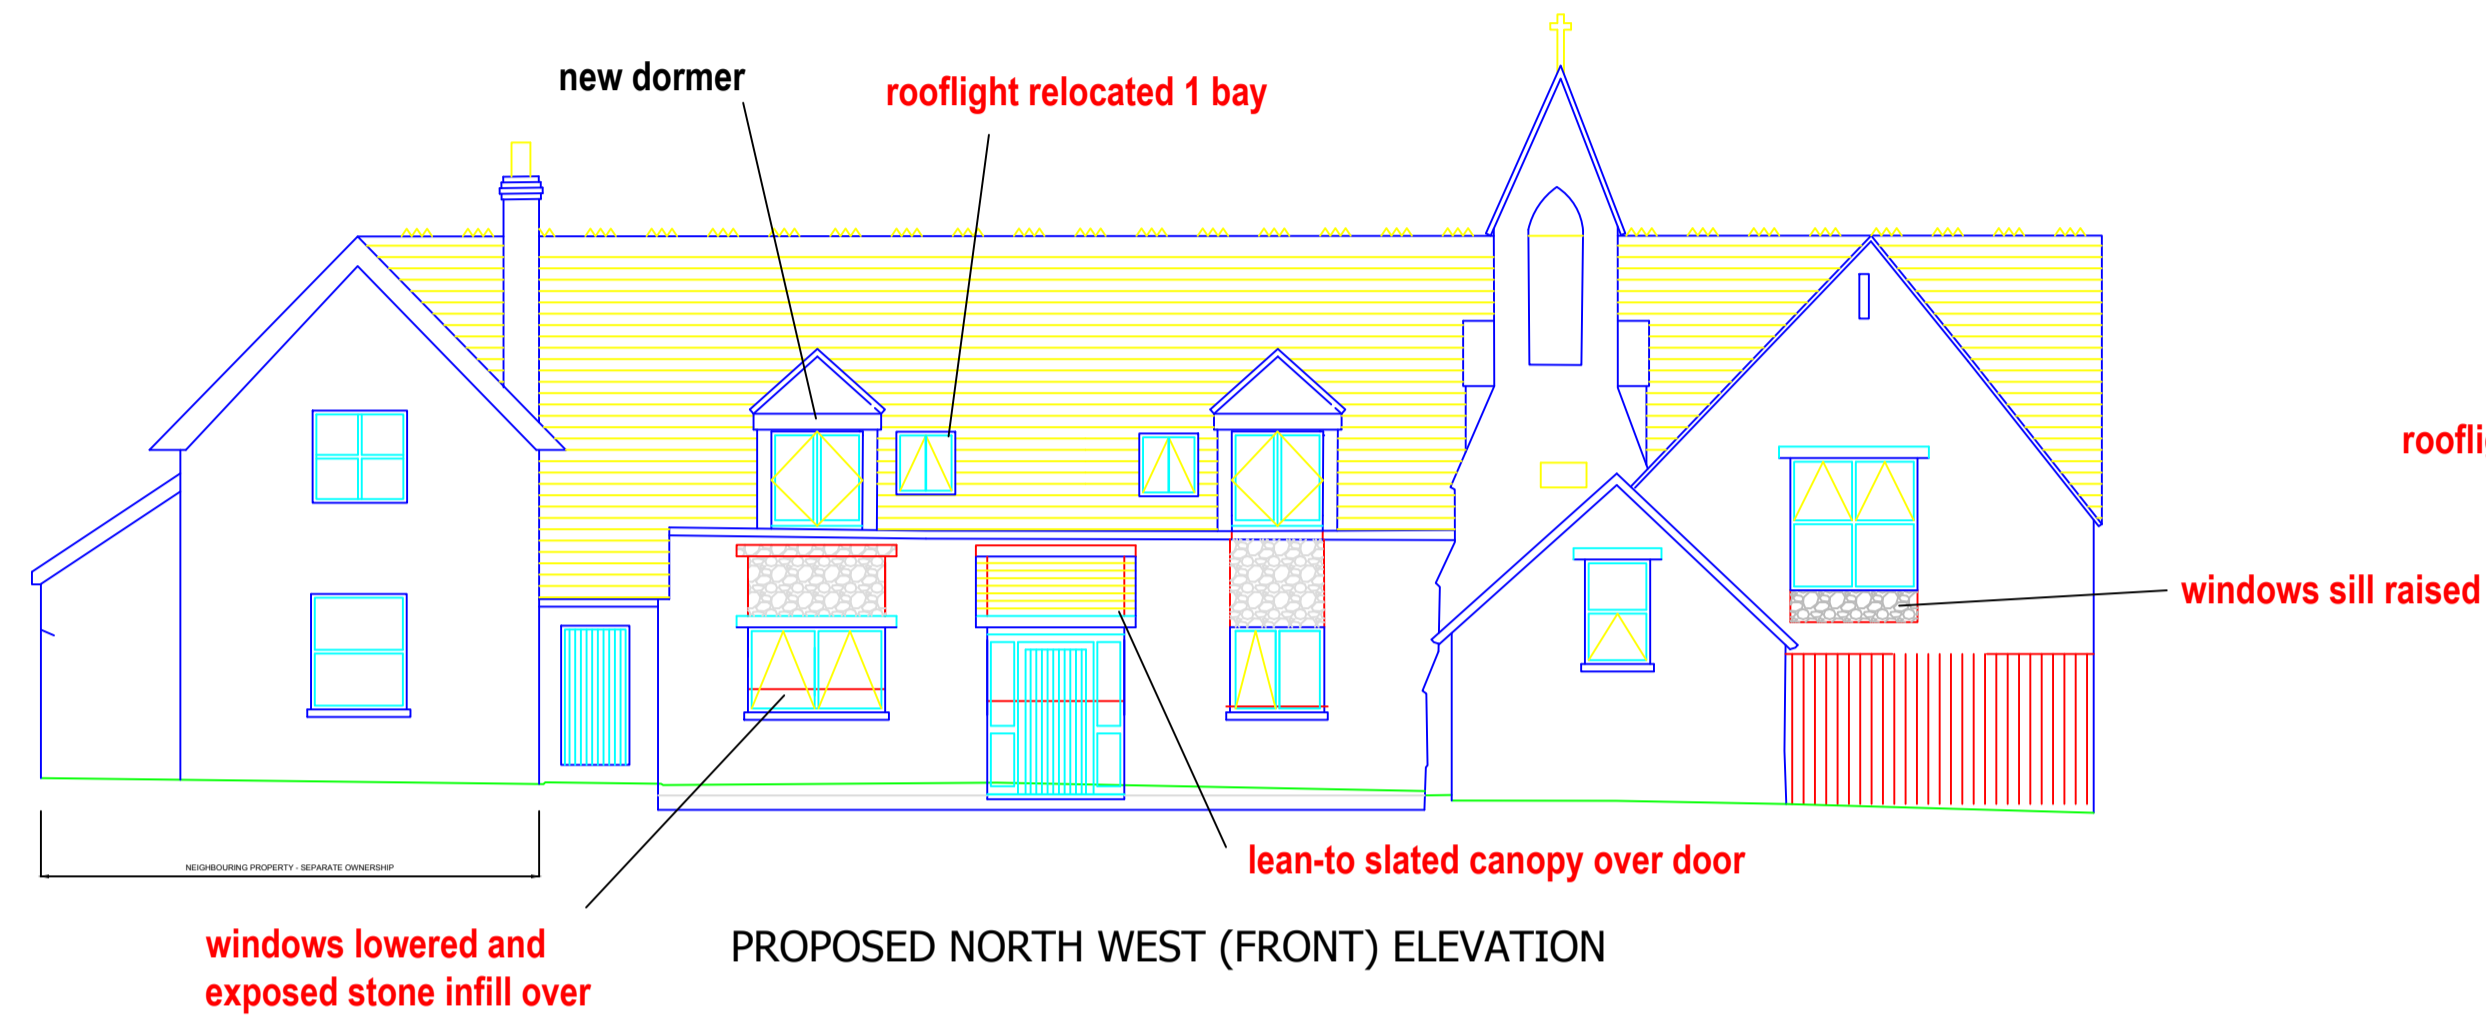 new dormer
rooflight relocated 1 bay
roofli
windows sill raised
lean-to slated canopy over door
NEIGHBOURING PROPERTY - SEPARATE OWNERSHIP
windows lowered and
exposed stone infill over
PROPOSED NORTH WEST (FRONT) ELEVATION